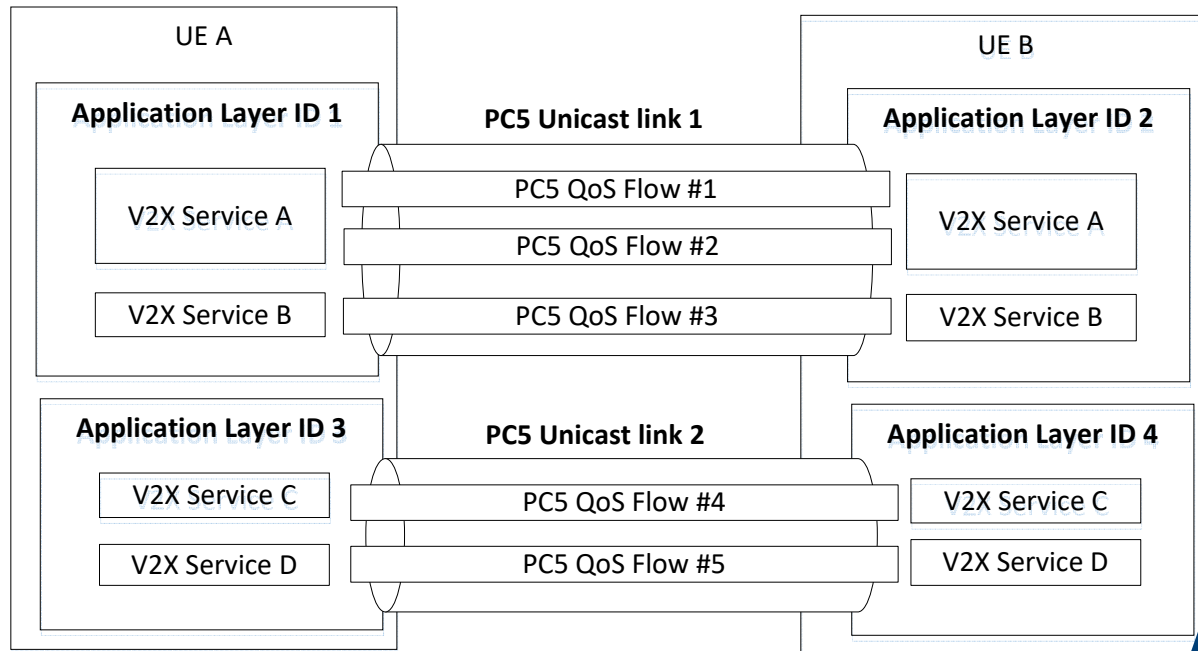 UE A
UE B
Application Layer ID 1
PC5 Unicast link 1
Application Layer ID 2
V2X Service A
PC5 QoS Flow #1
V2X Service A
PC5 QoS Flow #2
V2X Service B
PC5 QoS Flow #3
V2X Service B
Application Layer ID 3
PC5 Unicast link 2
Application Layer ID 4
V2X Service C
PC5 QoS Flow #4
V2X Service C
V2X Service D
PC5 QoS Flow #5
V2X Service D